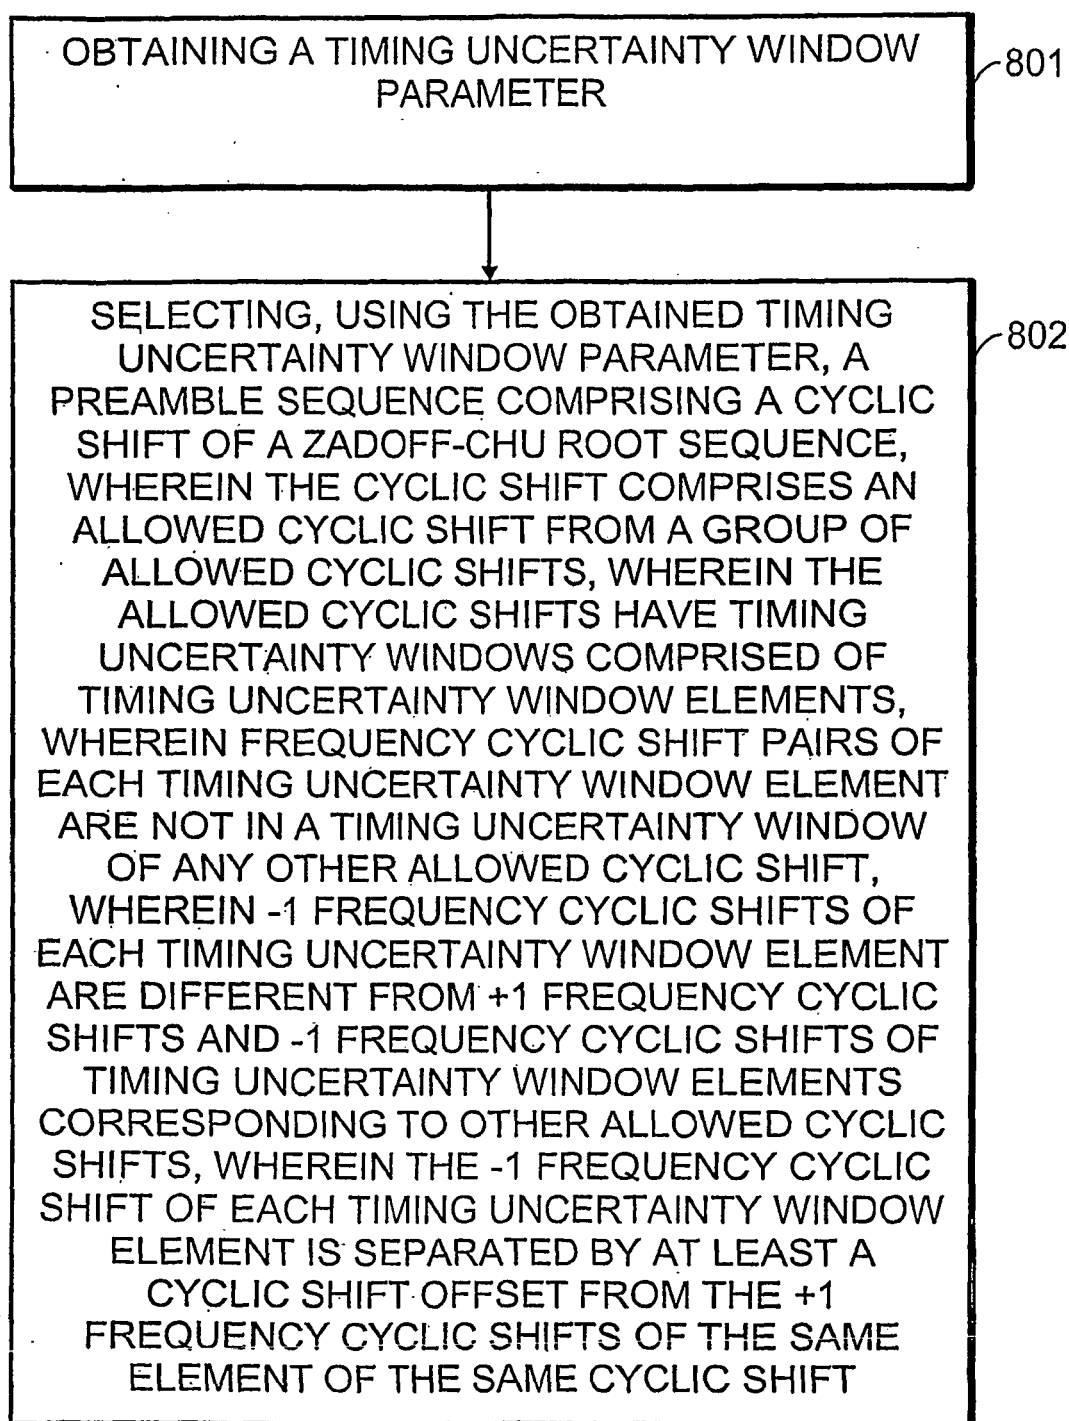 OBTAINING A TIMING UNCERTAINTY WINDOW
PARAMETER
801
SELECTING, USING THE OBTAINED TIMING
UNCERTAINTY WINDOW PARAMETER, A
PREAMBLE SEQUENCE COMPRISING A CYCLIC
SHIFT OF A ZADOFF-CHU ROOT SEQUENCE,
WHEREIN THE CYCLIC SHIFT COMPRISES AN
ALLOWED CYCLIC SHIFT FROM A GROUP OF
ALLOWED CYCLIC SHIFTS, WHEREIN THE
ALLOWED CYCLIC SHIFTS HAVE TIMING
UNCERTAINTY WINDOWS COMPRISED OF
TIMING UNCERTAINTY WINDOW ELEMENTS,
WHEREIN FREQUENCY CYCLIC SHIFT PAIRS OF
EACH TIMING UNCERTAINTY WINDOW ELEMENT
ARE NOT IN A TIMING UNCERTAINTY WINDOW
OF ANY OTHER ALLOWED CYCLIC SHIFT,
WHEREIN -1 FREQUENCY CYCLIC SHIFTS OF
EACH TIMING UNCERTAINTY WINDOW ELEMENT
ARE DIFFERENT FROM +1 FREQUENCY CYCLIC
SHIFTS AND -1 FREQUENCY CYCLIC SHIFTS OF
TIMING UNCERTAINTY WINDOW ELEMENTS
CORRESPONDING TO OTHER ALLOWED CYCLIC
SHIFTS, WHEREIN THE -1 FREQUENCY CYCLIC
SHIFT OF EACH TIMING UNCERTAINTY WINDOW
ELEMENT IS SEPARATED BY AT LEAST A
CYCLIC SHIFT OFFSET FROM THE +1
FREQUENCY CYCLIC SHIFTS OF THE SAME
ELEMENT OF THE SAME CYCLIC SHIFT
802